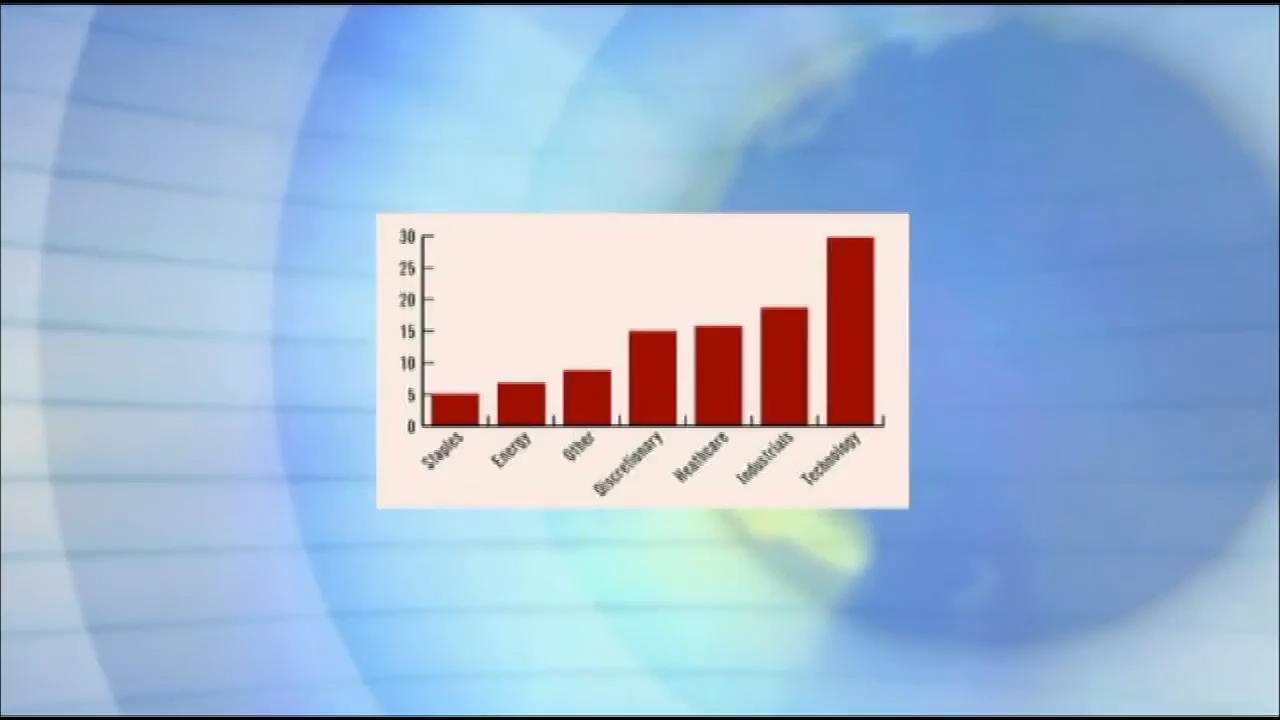 30
25
20
15
10
5
0
Staples
Energy
Other
Discretionary
Healthcare
Industrials
Technology